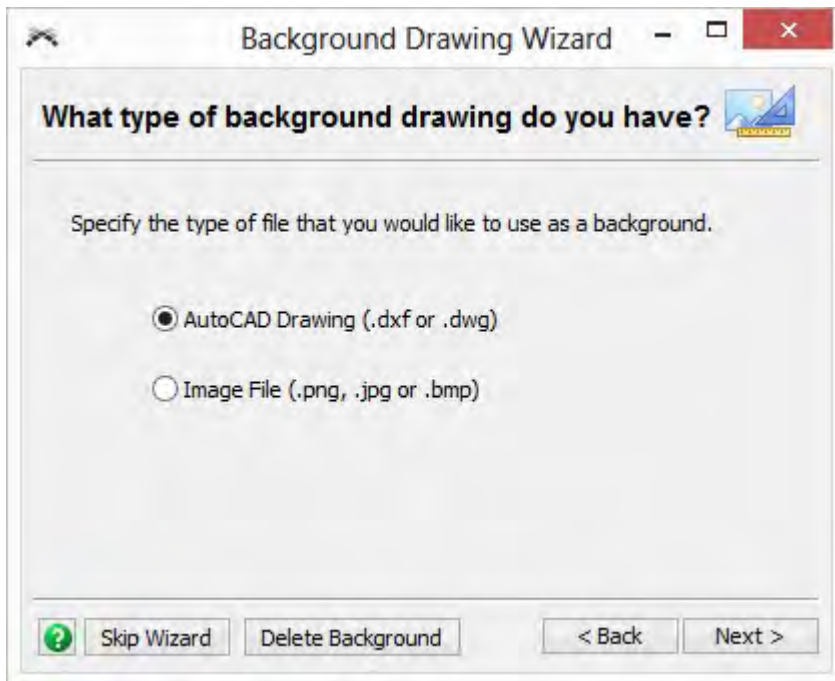 Background Drawing Wizard
What type of background drawing do you have?
Specify the type of file that you would like to use as a background.
AutoCAD Drawing (.dxf or .dwg)
Image File (.png, .jpg or .bmp)
? Skip Wizard Delete Background < Back Next >